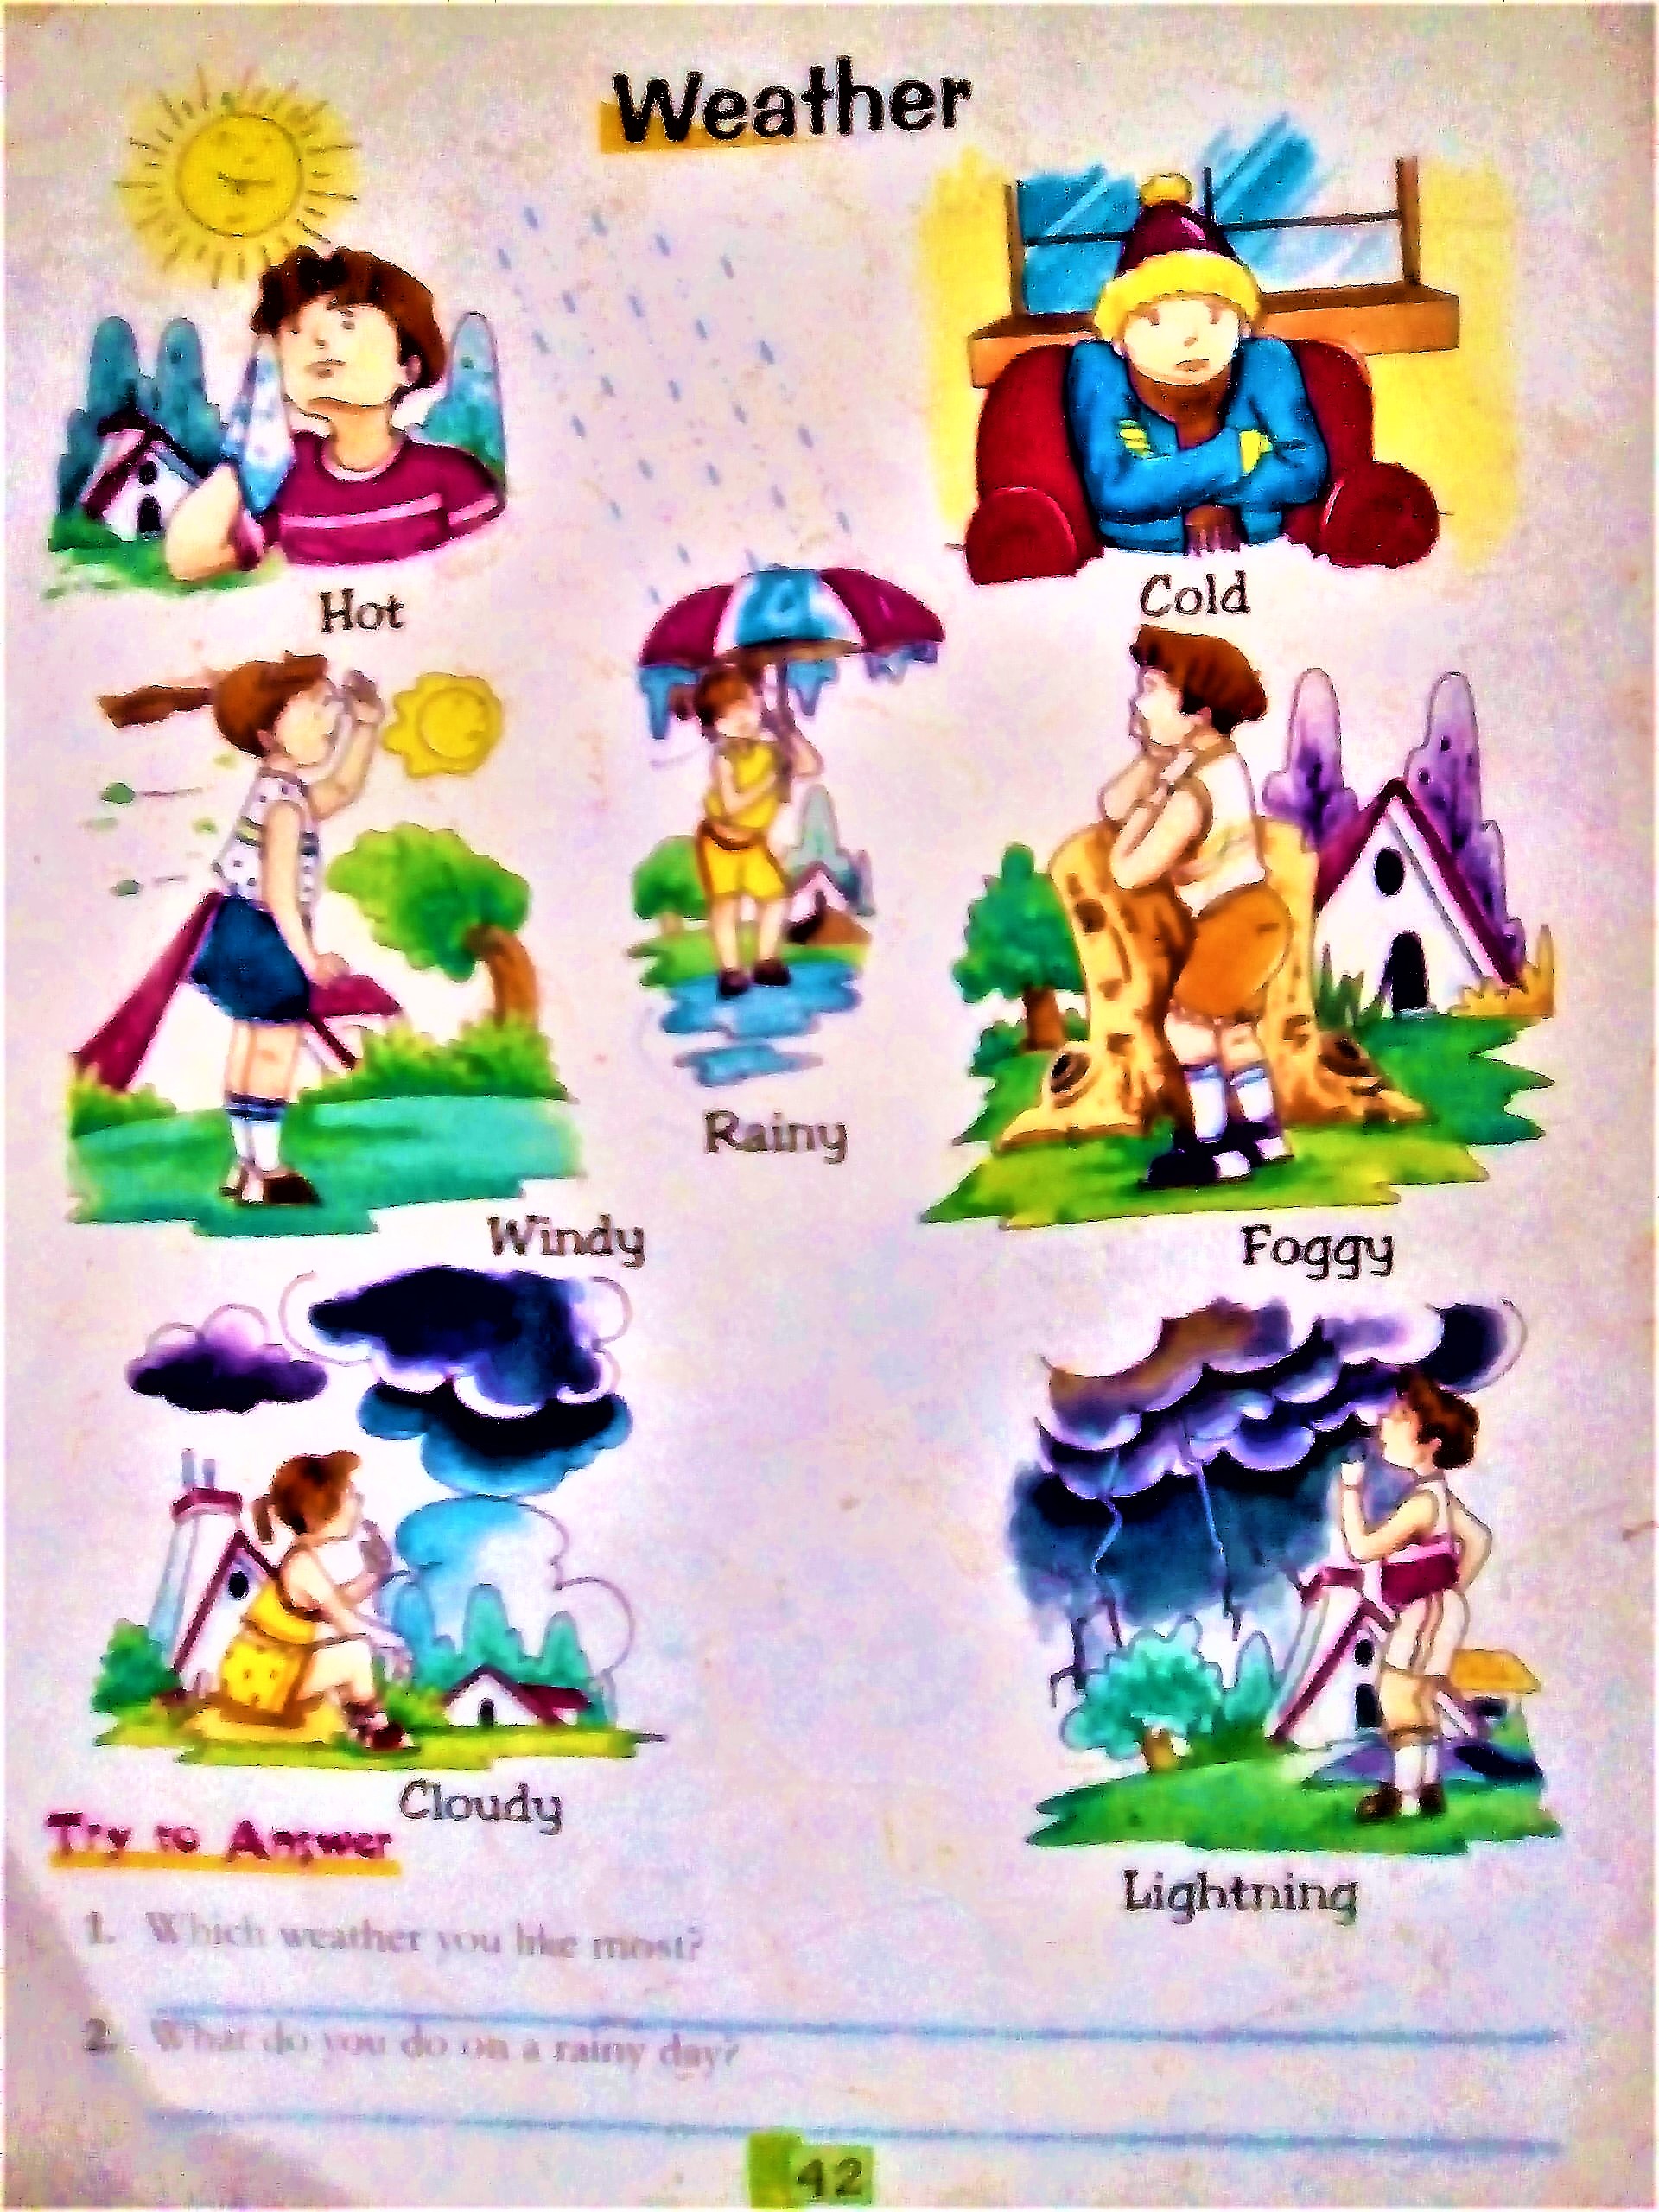 Weather
Hot
Cold
Rainy
Windy
Foggy
Cloudy
Lightning
Try to Answer
1. Which weather you like most?
2. What do you do on a rainy day?
42